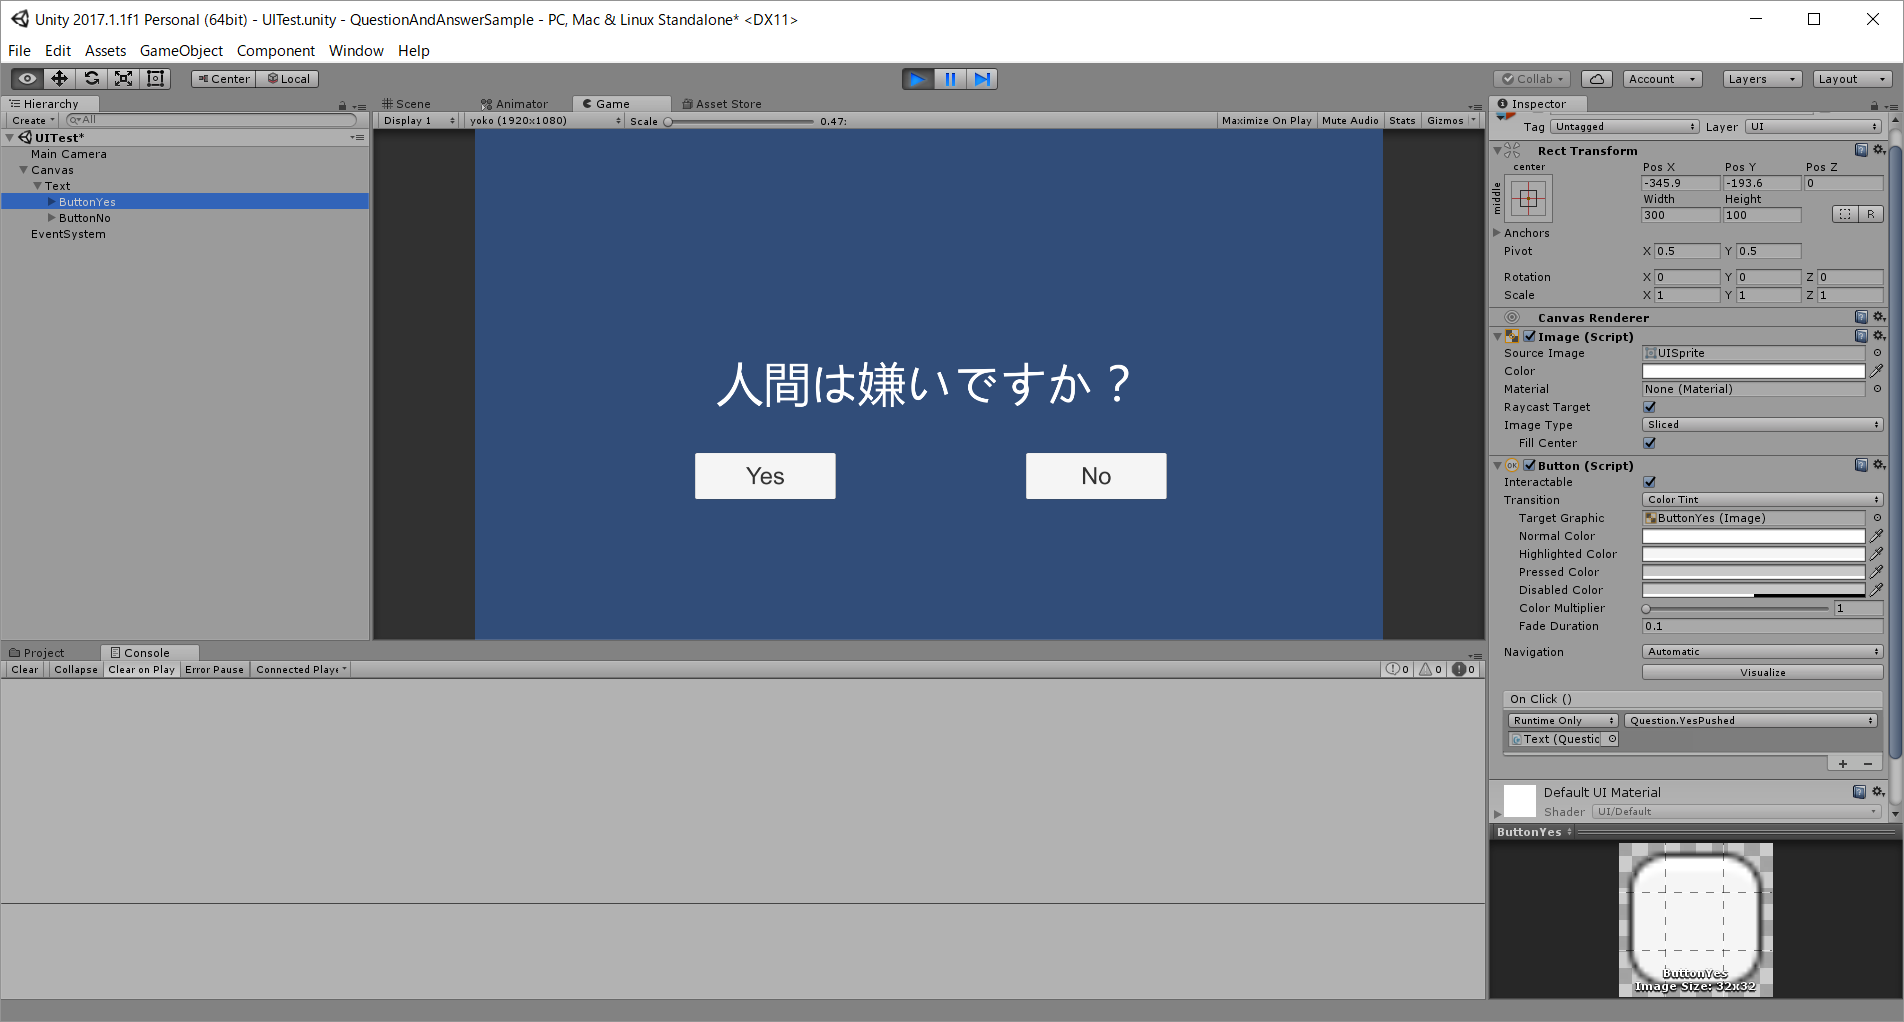 Unity 2017.1.1f1 Personal (64bit) - UITest.unity - QuestionAndAnswerSample - PC, Mac & Linux Standalone* <DX11>
File Edit Assets GameObject Component Window Help
Center Local Collab Account Layers Layout
Hierarchy
Create All
UITest*
Main Camera
Canvas
Text
ButtonYes
ButtonNo
EventSystem
Scene Animator Game Asset Store
Display 1 yoko (1920x1080) Scale 0.47: Maximize On Play Mute Audio Stats Gizmos
人間は嫌いですか？
Yes No
Project Console
Clear Collapse Clear on Play Error Pause Connected Playe 0 0 0
Inspector
Tag Untagged Layer UI
Rect Transform
center Pos X Pos Y Pos Z
middle -345.9 -193.6 0
Width Height
300 100 R
Anchors
Pivot X 0.5 Y 0.5
Rotation X 0 Y 0 Z 0
Scale X 1 Y 1 Z 1
Canvas Renderer
Image (Script)
Source Image UISprite
Color
Material None (Material)
Raycast Target
Image Type Sliced
Fill Center
OK Button (Script)
Interactable
Transition Color Tint
Target Graphic ButtonYes (Image)
Normal Color
Highlighted Color
Pressed Color
Disabled Color
Color Multiplier 1
Fade Duration 0.1
Navigation Automatic
Visualize
On Click ()
Runtime Only Question.YesPushed
Text (Questic
+ −
Default UI Material
Shader UI/Default
ButtonYes
ButtonYes
Image Size: 32x32